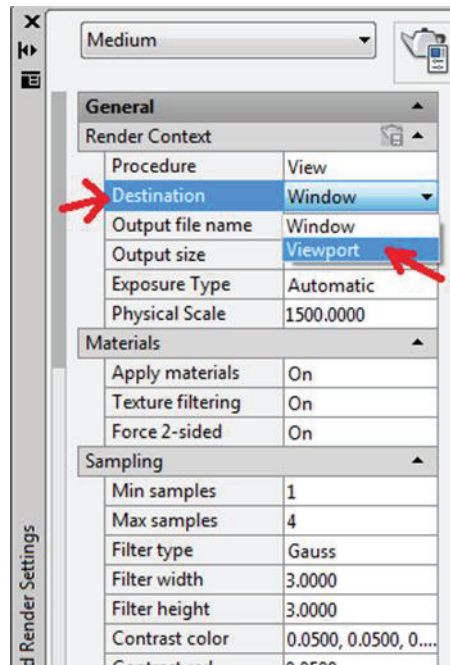 Medium
General
Render Context
Procedure View
Destination Window
Output file name Window
Output size Viewport
Exposure Type Automatic
Physical Scale 1500.0000
Materials
Apply materials On
Texture filtering On
Force 2-sided On
Sampling
Min samples 1
Max samples 4
Filter type Gauss
Filter width 3.0000
Filter height 3.0000
Contrast color 0.0500, 0.0500, 0....
d Render Settings